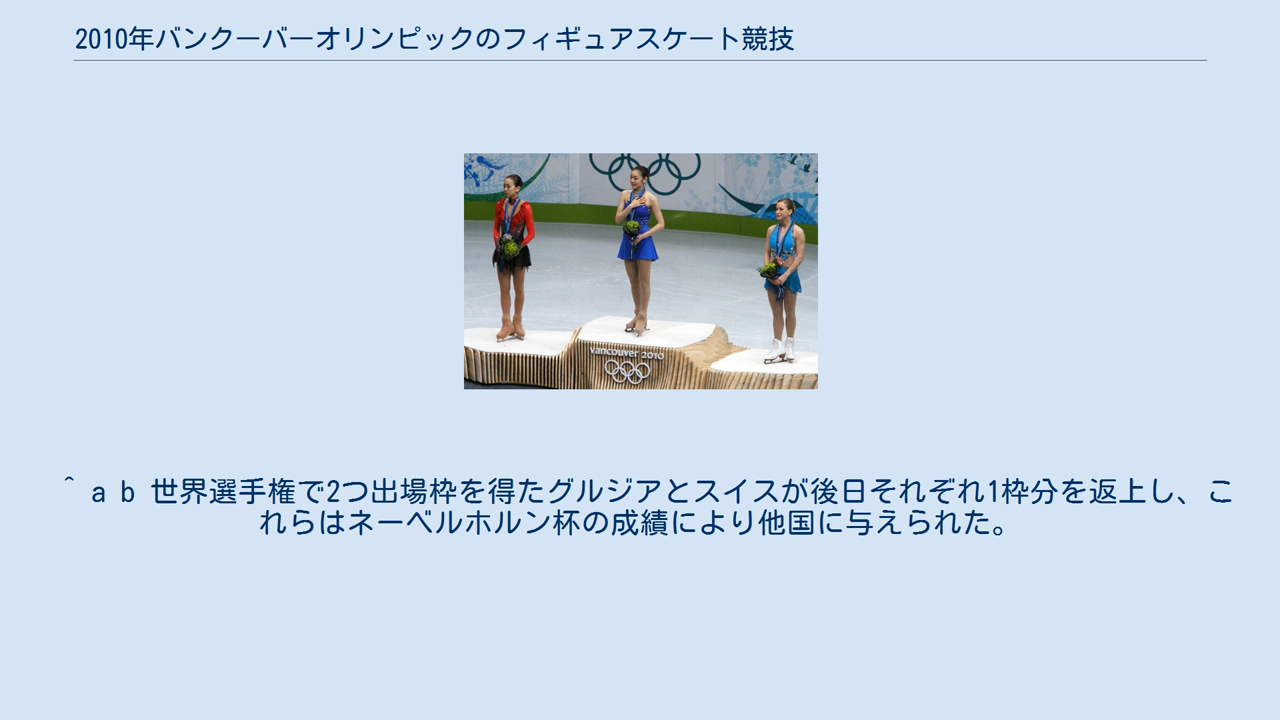 2010年バンクーバーオリンピックのフィギュアスケート競技
vancouver 2010
^ a b 世界選手権で2つ出場枠を得たグルジアとスイスが後日それぞれ1枠分を返上し、こ
れらはネーベルホルン杯の成績により他国に与えられた。